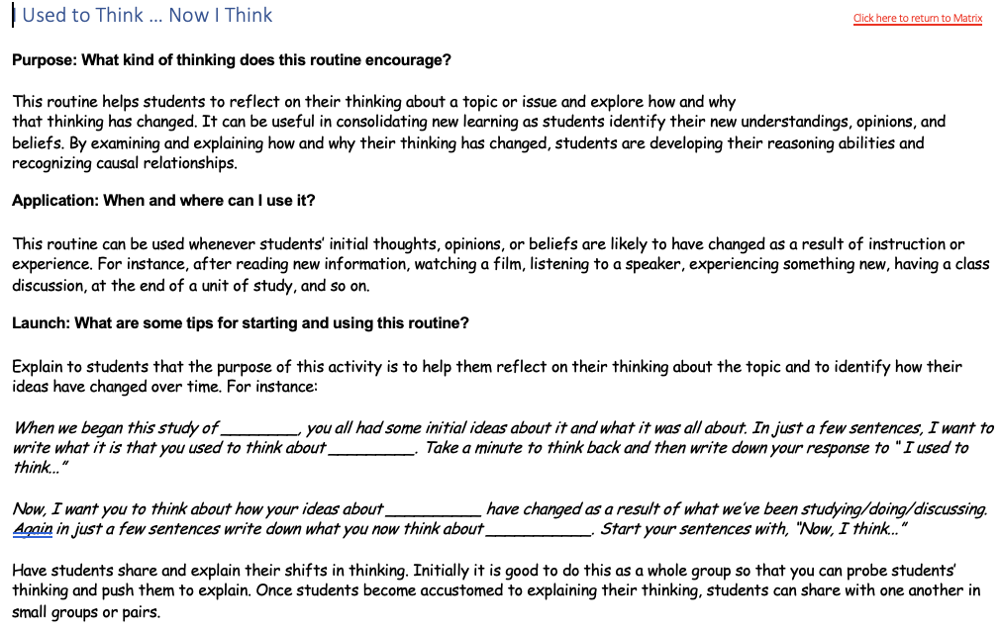 I Used to Think ... Now I Think
Click here to return to Matrix
Purpose: What kind of thinking does this routine encourage?
This routine helps students to reflect on their thinking about a topic or issue and explore how and why
that thinking has changed. It can be useful in consolidating new learning as students identify their new understandings, opinions, and
beliefs. By examining and explaining how and why their thinking has changed, students are developing their reasoning abilities and
recognizing causal relationships.
Application: When and where can I use it?
This routine can be used whenever students' initial thoughts, opinions, or beliefs are likely to have changed as a result of instruction or
experience. For instance, after reading new information, watching a film, listening to a speaker, experiencing something new, having a class
discussion, at the end of a unit of study, and so on.
Launch: What are some tips for starting and using this routine?
Explain to students that the purpose of this activity is to help them reflect on their thinking about the topic and to identify how their
ideas have changed over time. For instance:
When we began this study of ________, you all had some initial ideas about it and what it was all about. In just a few sentences, I want to
write what it is that you used to think about _________. Take a minute to think back and then write down your response to "I used to
think..."
Now, I want you to think about how your ideas about __________ have changed as a result of what we've been studying/doing/discussing.
Again in just a few sentences write down what you now think about ___________. Start your sentences with, "Now, I think..."
Have students share and explain their shifts in thinking. Initially it is good to do this as a whole group so that you can probe students'
thinking and push them to explain. Once students become accustomed to explaining their thinking, students can share with one another in
small groups or pairs.